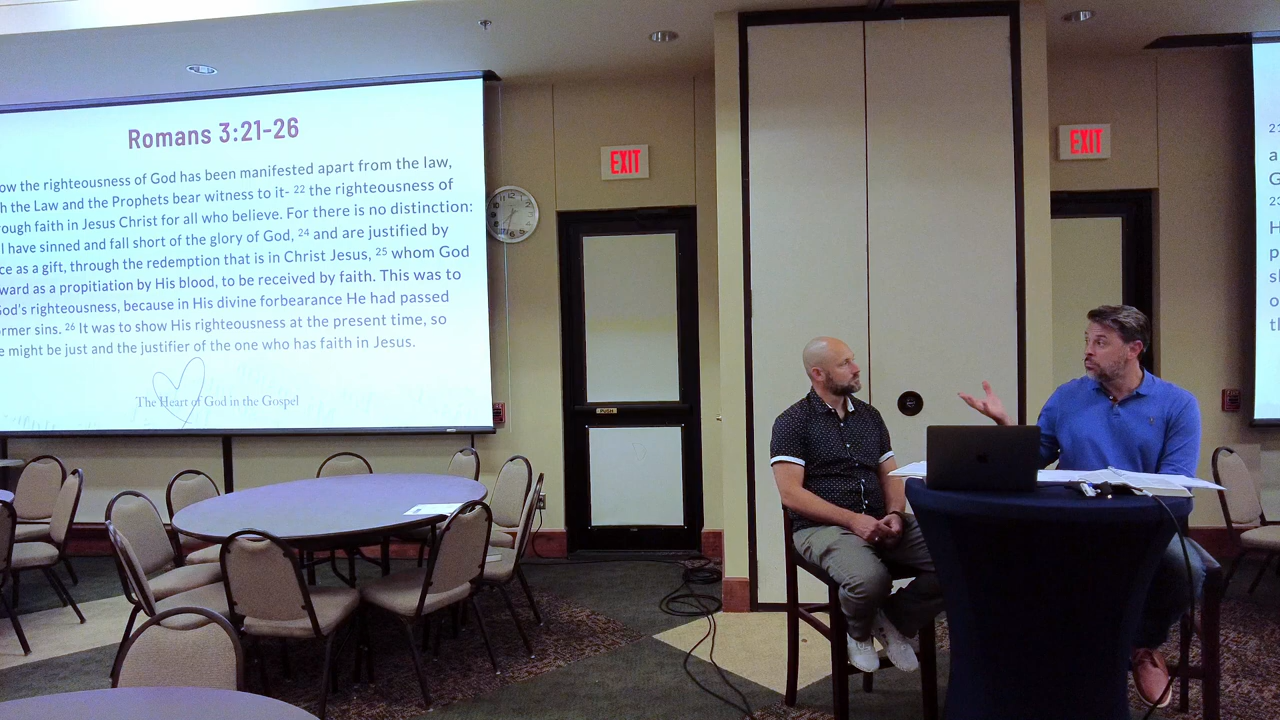 Romans 3:21-26
ow the righteousness of God has been manifested apart from the law,
h the Law and the Prophets bear witness to it- 22 the righteousness of
ough faith in Jesus Christ for all who believe. For there is no distinction:
l have sinned and fall short of the glory of God, 24 and are justified by
ce as a gift, through the redemption that is in Christ Jesus, 25 whom God
ward as a propitiation by His blood, to be received by faith. This was to
God's righteousness, because in His divine forbearance He had passed
ormer sins. 26 It was to show His righteousness at the present time, so
e might be just and the justifier of the one who has faith in Jesus.
The Heart of God in the Gospel
EXIT
PUSH
EXIT
21
a
G
23
H
p
s
o
th